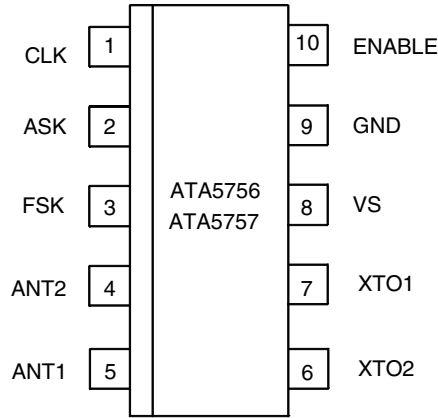 CLK 1 10 ENABLE
ASK 2 9 GND
ATA5756
ATA5757
FSK 3 8 VS
ANT2 4 7 XTO1
ANT1 5 6 XTO2